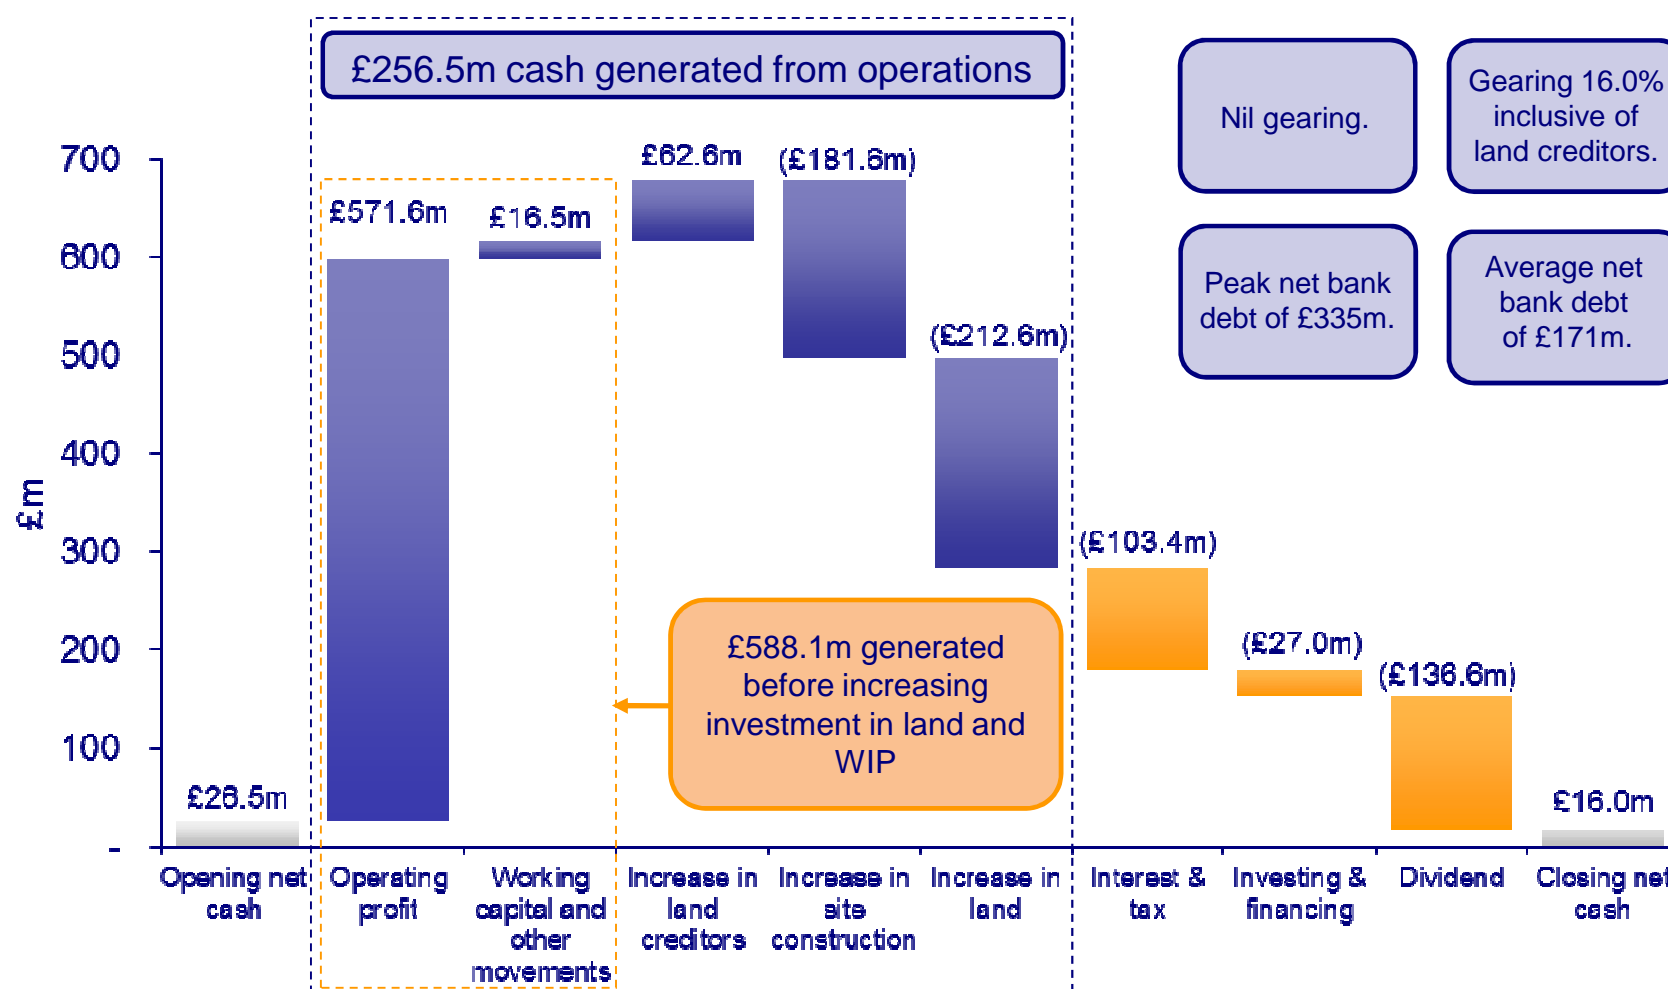 £256.5m cash generated from operations
Nil gearing.
Gearing 16.0%
inclusive of
land creditors.
Peak net bank
debt of £335m.
Average net
bank debt
of £171m.
£m
700
600
500
400
300
200
100
-
£26.5m
£571.6m
£16.5m
£62.6m
(£181.6m)
(£212.6m)
(£103.4m)
(£27.0m)
(£136.6m)
£16.0m
£588.1m generated
before increasing
investment in land and
WIP
Opening net
cash
Operating
profit
Working
capital and
other
movements
Increase in
land
creditors
Increase in
site
construction
Increase in
land
Interest &
tax
Investing &
financing
Dividend
Closing net
cash